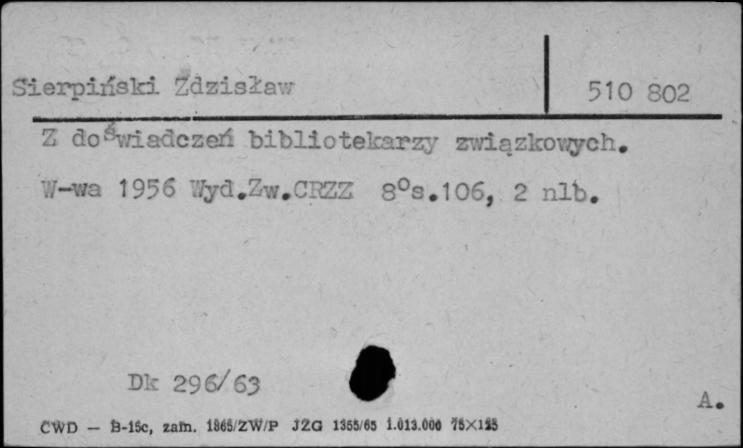 Sierpiński Zdzisław
510 802
Z doświadczeń bibliotekarzy związkowych.
W-wa 1956 Wyd.Zw.CRZZ 8°s.106, 2 nlb.
Dk 296/63
A.
CWD — B-15c, zam. 1865/ZW/P JZG 1355/65 1.013.000 75×125